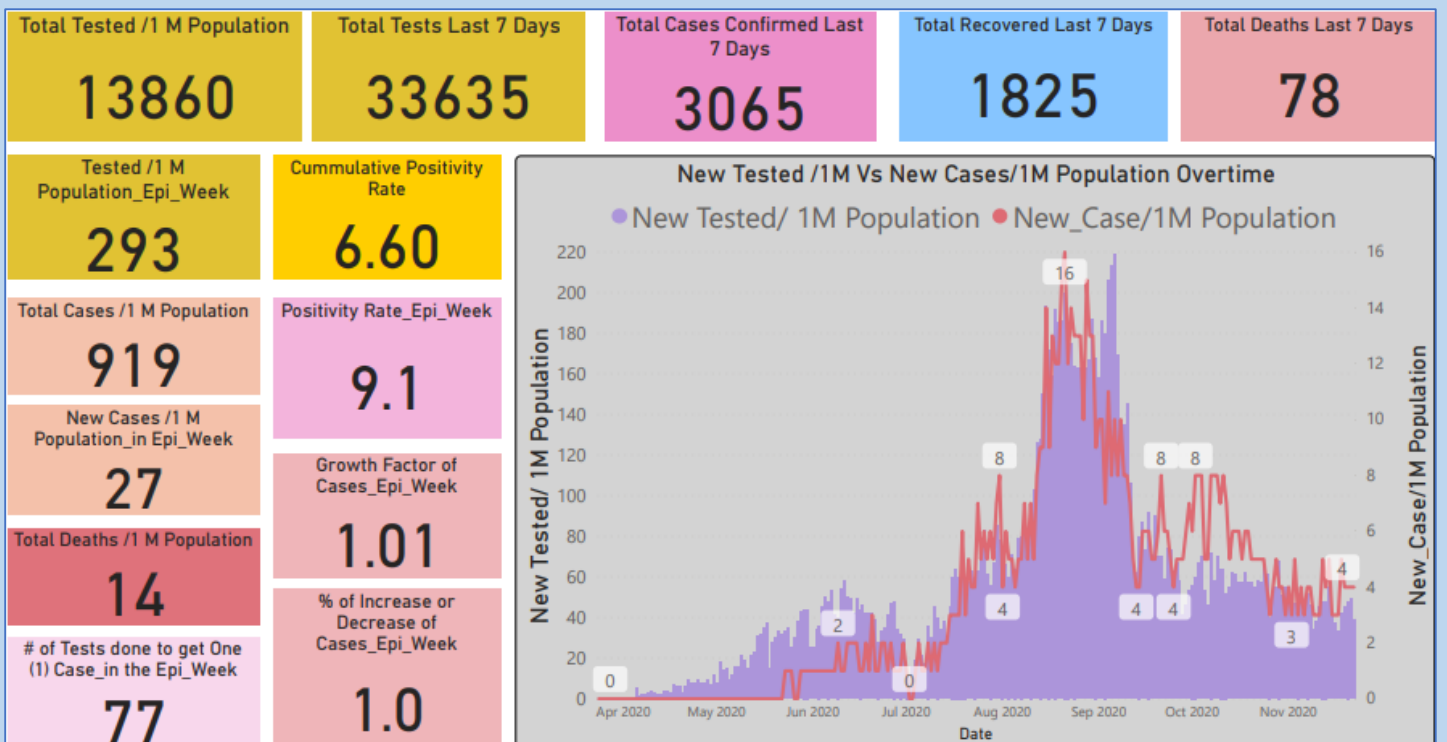 Total Tested /1 M Population
13860
Total Tests Last 7 Days
33635
Total Cases Confirmed Last
7 Days
3065
Total Recovered Last 7 Days
1825
Total Deaths Last 7 Days
78
Tested /1 M
Population_Epi_Week
293
Cummulative Positivity
Rate
6.60
Total Cases /1 M Population
919
Positivity Rate_Epi_Week
9.1
New Cases /1 M
Population_in Epi_Week
27
Growth Factor of
Cases_Epi_Week
1.01
Total Deaths /1 M Population
14
% of Increase or
Decrease of
Cases_Epi_Week
1.0
# of Tests done to get One
(1) Case_in the Epi_Week
77
New Tested /1M Vs New Cases/1M Population Overtime
New Tested/ 1M Population
New_Case/1M Population
New Tested/ 1M Population
220
200
180
160
140
120
100
80
60
40
20
0
16
14
12
10
8
6
4
2
0
New_Case/1M Population
0
2
0
8
4
16
4
8
4
8
3
4
Apr 2020
May 2020
Jun 2020
Jul 2020
Aug 2020
Sep 2020
Oct 2020
Nov 2020
Date